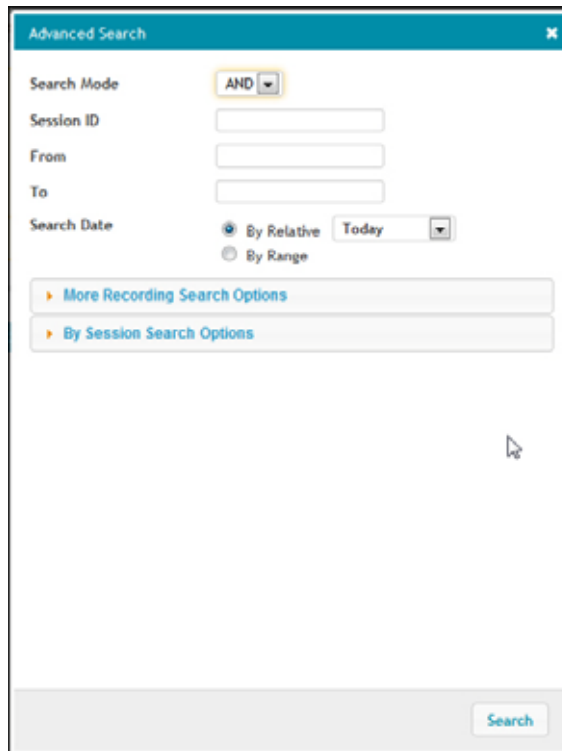 Advanced Search
Search Mode AND
Session ID
From
To
Search Date By Relative Today
By Range
More Recording Search Options
By Session Search Options
Search